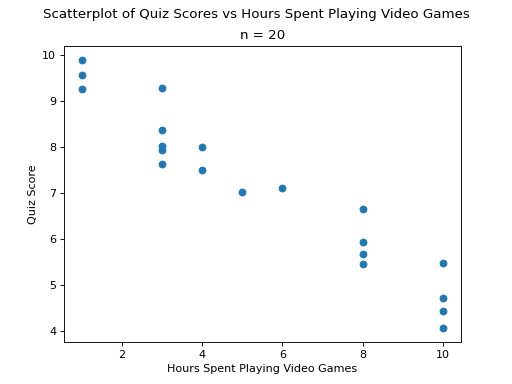 Scatterplot of Quiz Scores vs Hours Spent Playing Video Games
n = 20
10
9
8
7
6
5
4
Quiz Score
2 4 6 8 10
Hours Spent Playing Video Games